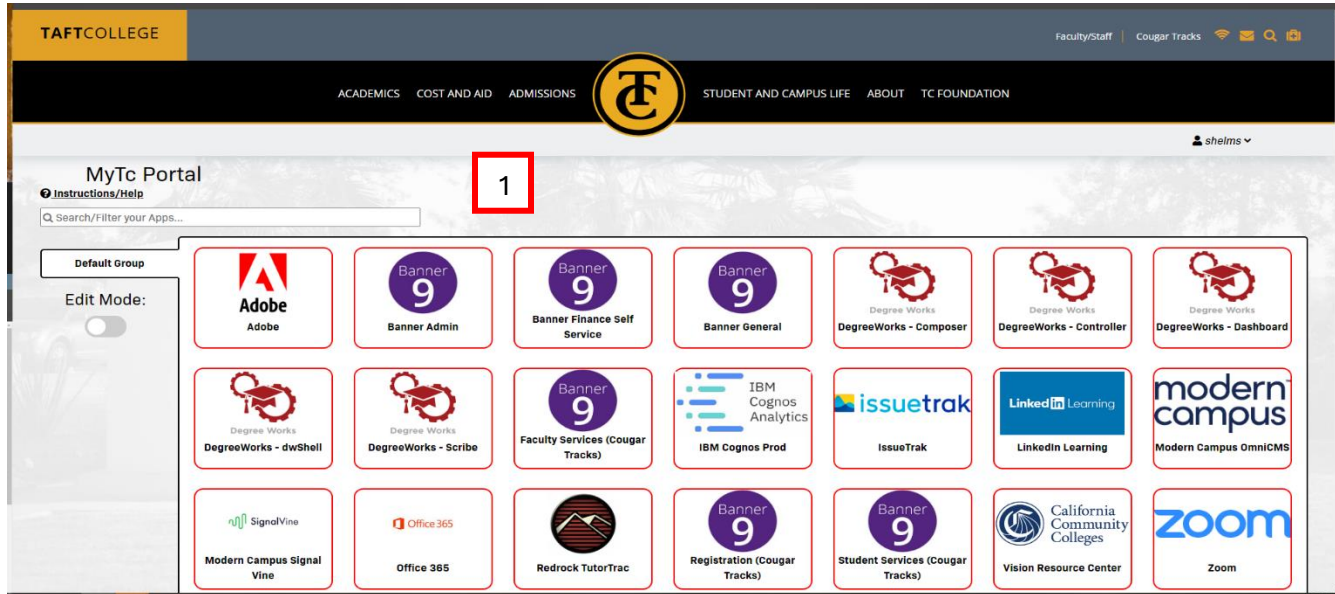 TAFTCOLLEGE
Faculty/Staff | Cougar Tracks
ACADEMICS COST AND AID ADMISSIONS TC STUDENT AND CAMPUS LIFE ABOUT TC FOUNDATION
shelms
MyTc Portal
Instructions/Help
1
Search/Filter your Apps...
Default Group
Edit Mode:
Adobe
Adobe
Banner
9
Banner Admin
Banner
9
Banner Finance Self
Service
Banner
9
Banner General
Degree Works
DegreeWorks - Composer
Degree Works
DegreeWorks - Controller
Degree Works
DegreeWorks - Dashboard
Degree Works
DegreeWorks - dwShell
Degree Works
DegreeWorks - Scribe
Banner
9
Faculty Services (Cougar
Tracks)
IBM
Cognos
Analytics
IBM Cognos Prod
issuetrak
IssueTrak
Linked in Learning
LinkedIn Learning
modern
campus
Modern Campus OmniCMS
SignalVine
Modern Campus Signal
Vine
Office 365
Office 365
Redrock TutorTrac
Banner
9
Registration (Cougar
Tracks)
Banner
9
Student Services (Cougar
Tracks)
California
Community
Colleges
Vision Resource Center
zoom
Zoom